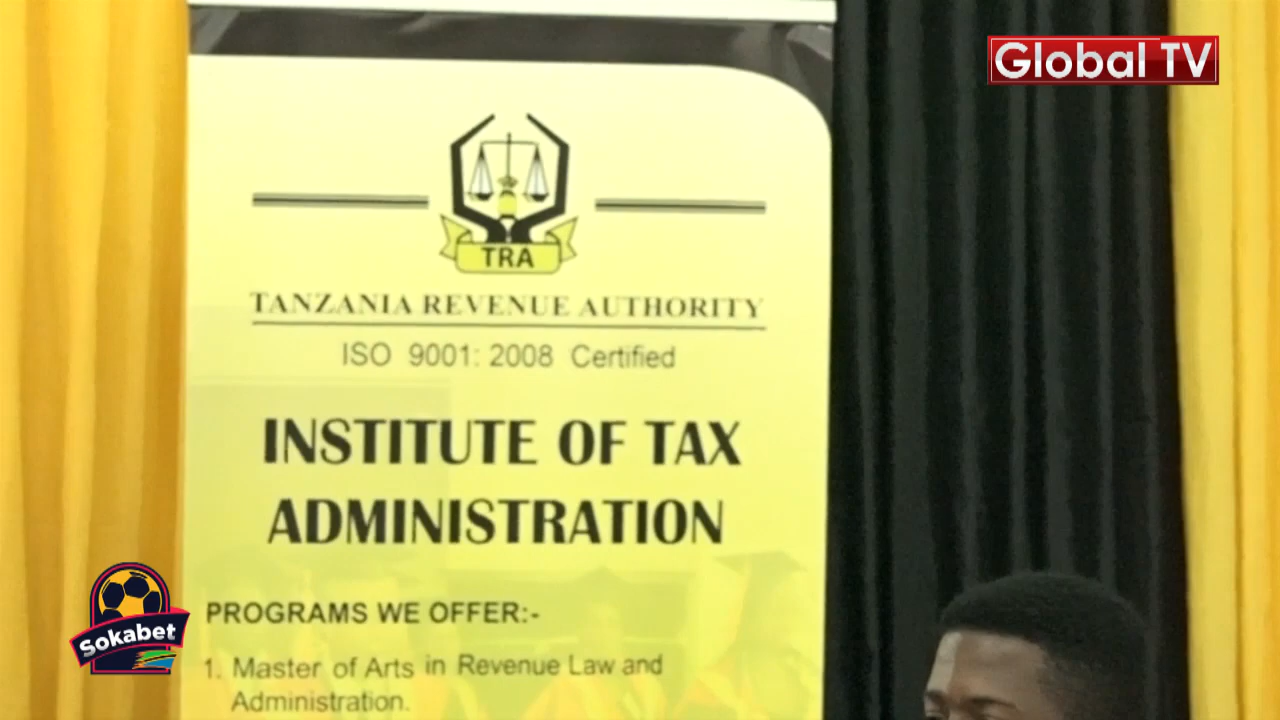 Global TV
TRA
TANZANIA REVENUE AUTHORITY
ISO 9001: 2008 Certified
INSTITUTE OF TAX
ADMINISTRATION
PROGRAMS WE OFFER:-
1. Master of Arts in Revenue Law and
Administration.
Sokabet